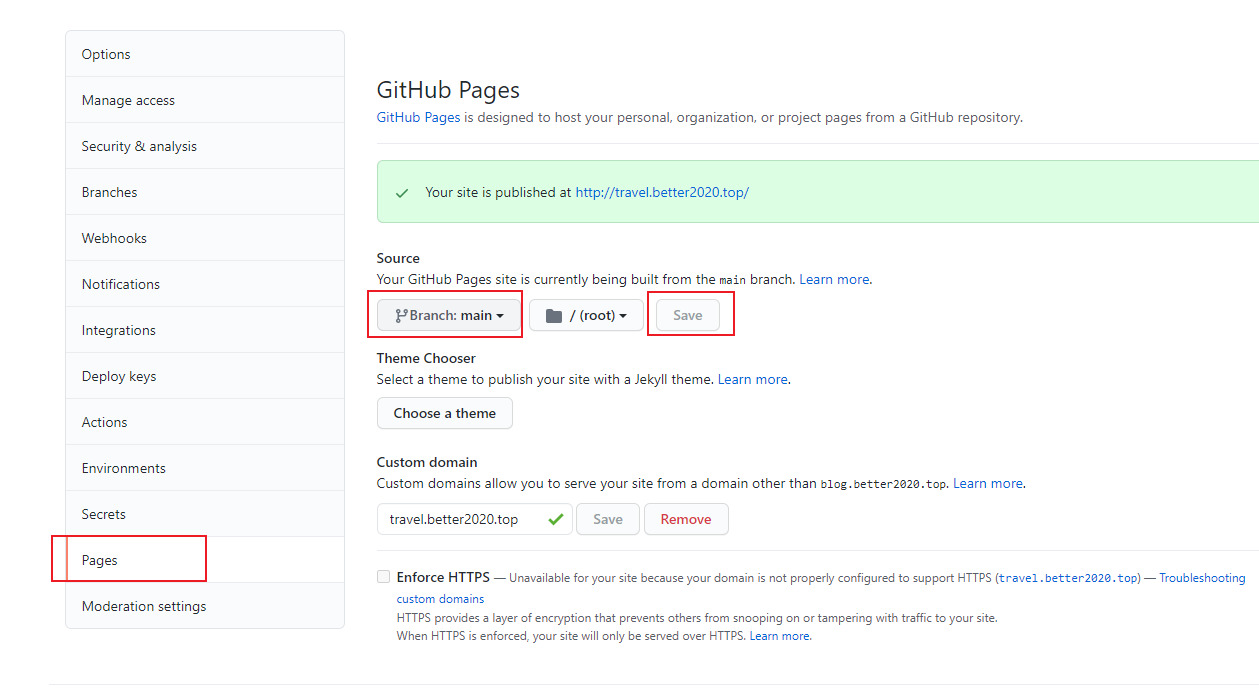 Options
Manage access
Security & analysis
Branches
Webhooks
Notifications
Integrations
Deploy keys
Actions
Environments
Secrets
Pages
Moderation settings
GitHub Pages
GitHub Pages is designed to host your personal, organization, or project pages from a GitHub repository.
Your site is published at http://travel.better2020.top/
Source
Your GitHub Pages site is currently being built from the main branch. Learn more.
Branch: main / (root) Save
Theme Chooser
Select a theme to publish your site with a Jekyll theme. Learn more.
Choose a theme
Custom domain
Custom domains allow you to serve your site from a domain other than blog.better2020.top. Learn more.
travel.better2020.top Save Remove
Enforce HTTPS — Unavailable for your site because your domain is not properly configured to support HTTPS (travel.better2020.top) — Troubleshooting
custom domains
HTTPS provides a layer of encryption that prevents others from snooping on or tampering with traffic to your site.
When HTTPS is enforced, your site will only be served over HTTPS. Learn more.